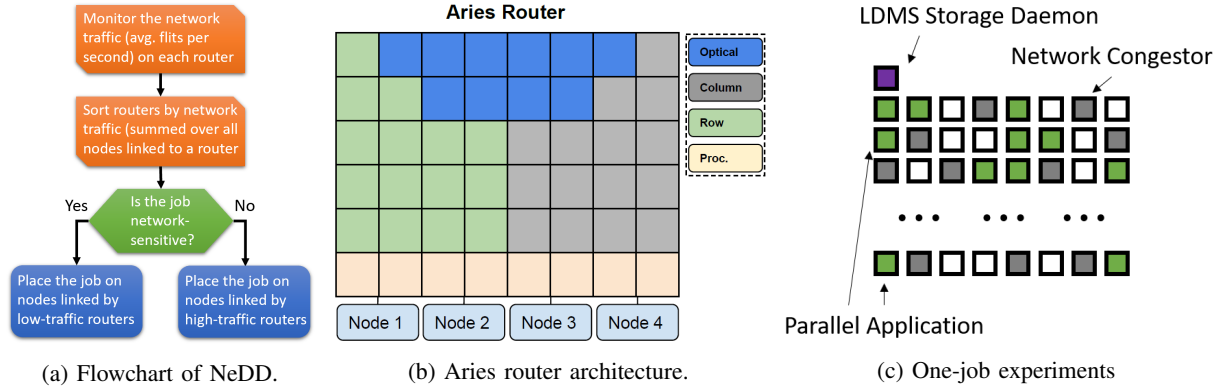 Monitor the network
traffic (avg. flits per
second) on each router
Sort routers by network
traffic (summed over all
nodes linked to a router
Is the job
network-
sensitive?
Yes
No
Place the job on
nodes linked by
low-traffic routers
Place the job on
nodes linked by
high-traffic routers
(a) Flowchart of NeDD.
Aries Router
Optical
Column
Row
Proc.
Node 1
Node 2
Node 3
Node 4
(b) Aries router architecture.
LDMS Storage Daemon
Network Congestor
Parallel Application
(c) One-job experiments